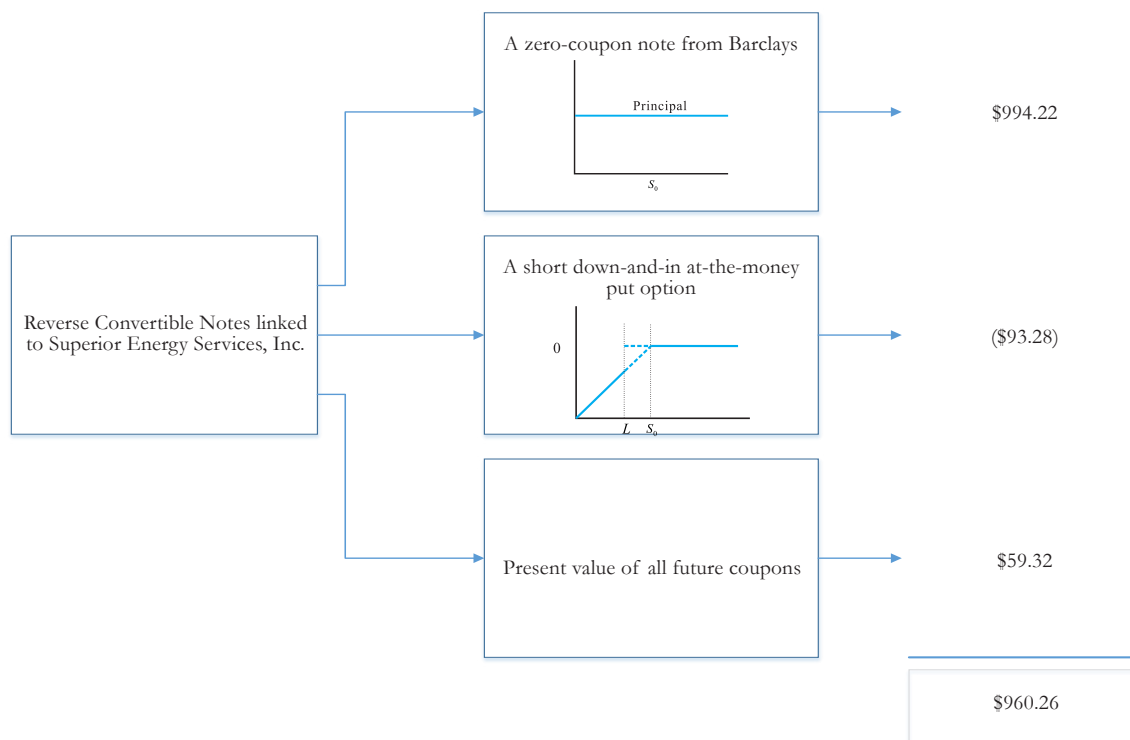 A zero-coupon note from Barclays
Principal
S₀
$994.22
Reverse Convertible Notes linked
to Superior Energy Services, Inc.
A short down-and-in at-the-money
put option
0
L S₀
($93.28)
Present value of all future coupons
$59.32
$960.26